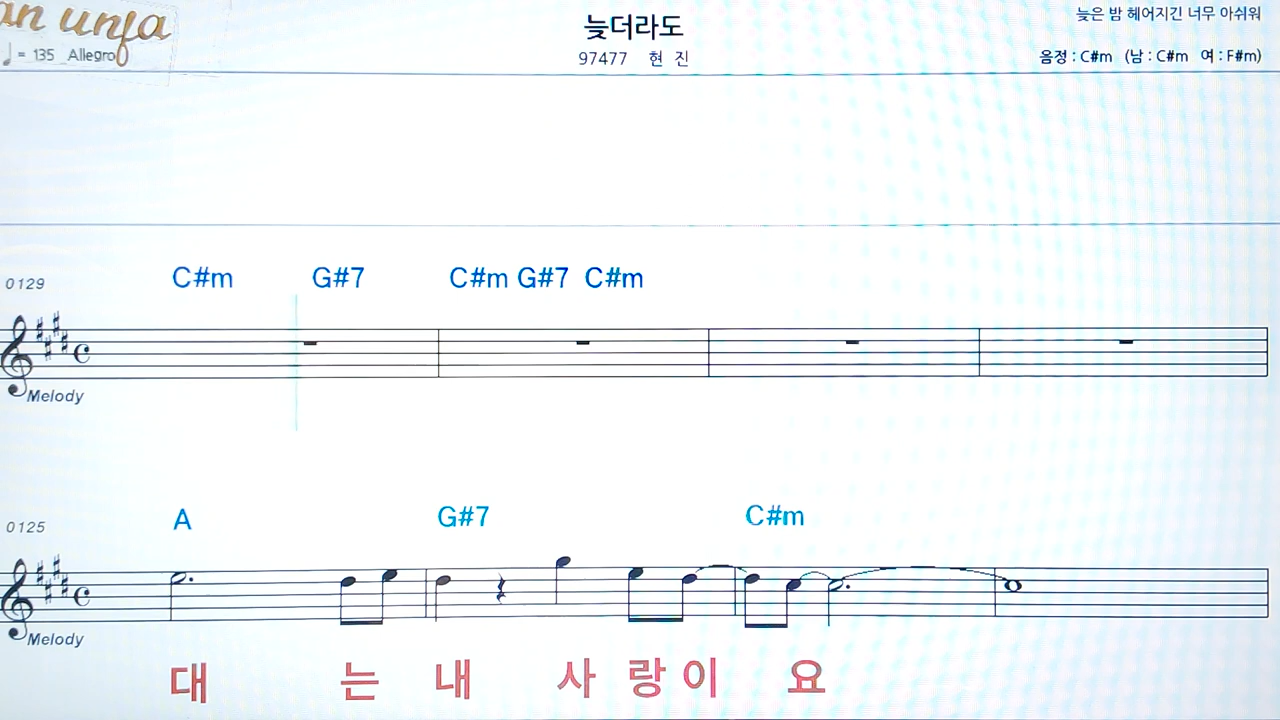 an unfa
늦더라도
늦은 밤 헤어지긴 너무 아쉬워
♩= 135 Allegro
97477 현 진
음정 : C#m (남 : C#m 여 : F#m)
0129
C#m G#7 C#m G#7 C#m
Melody
0125
A G#7 C#m
Melody
대 는 내 사 랑 이 요